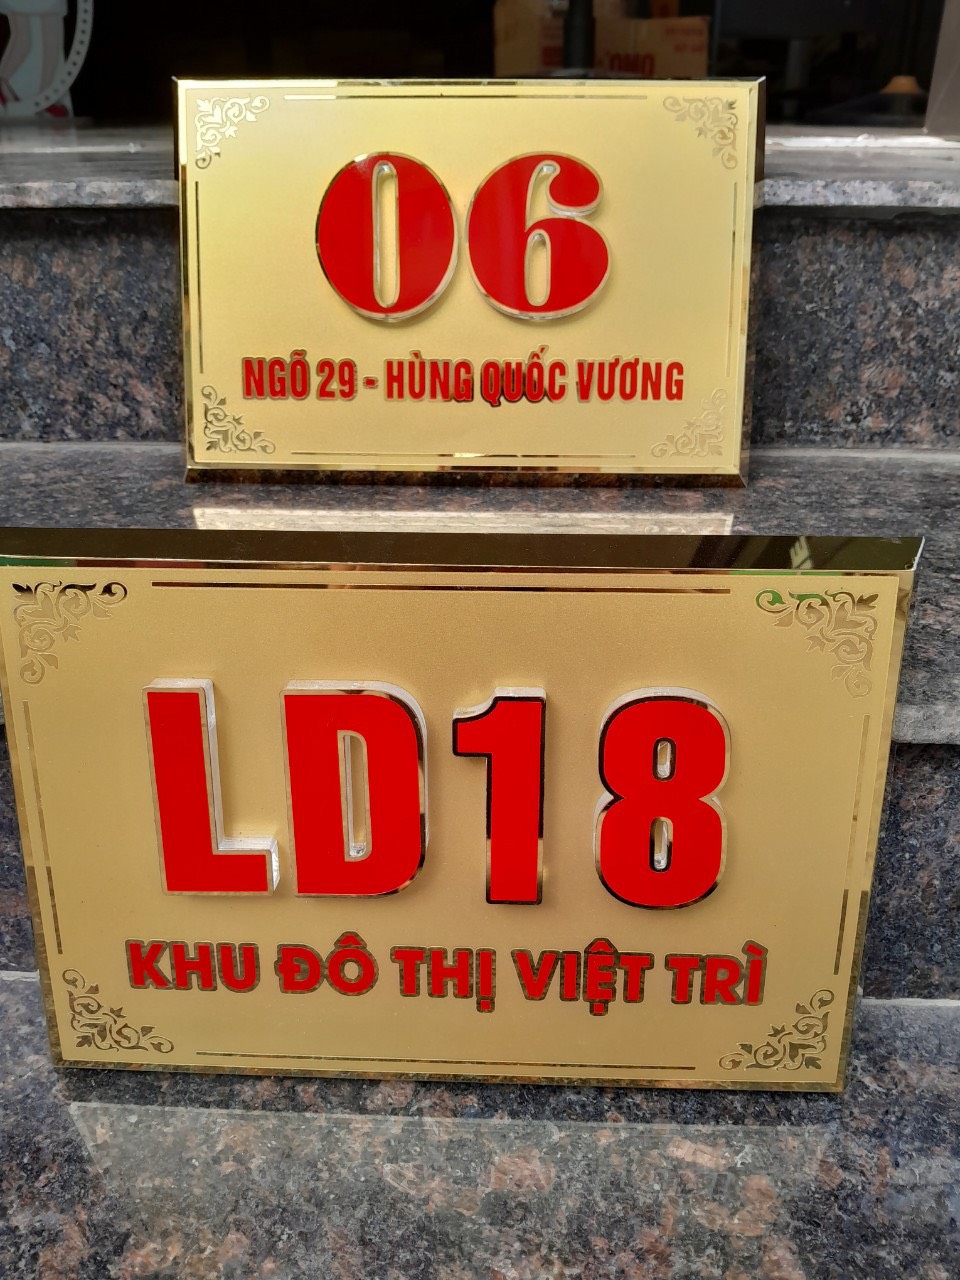 06
NGÕ 29 - HÙNG QUỐC VƯƠNG
LD18
KHU ĐÔ THỊ VIỆT TRÌ